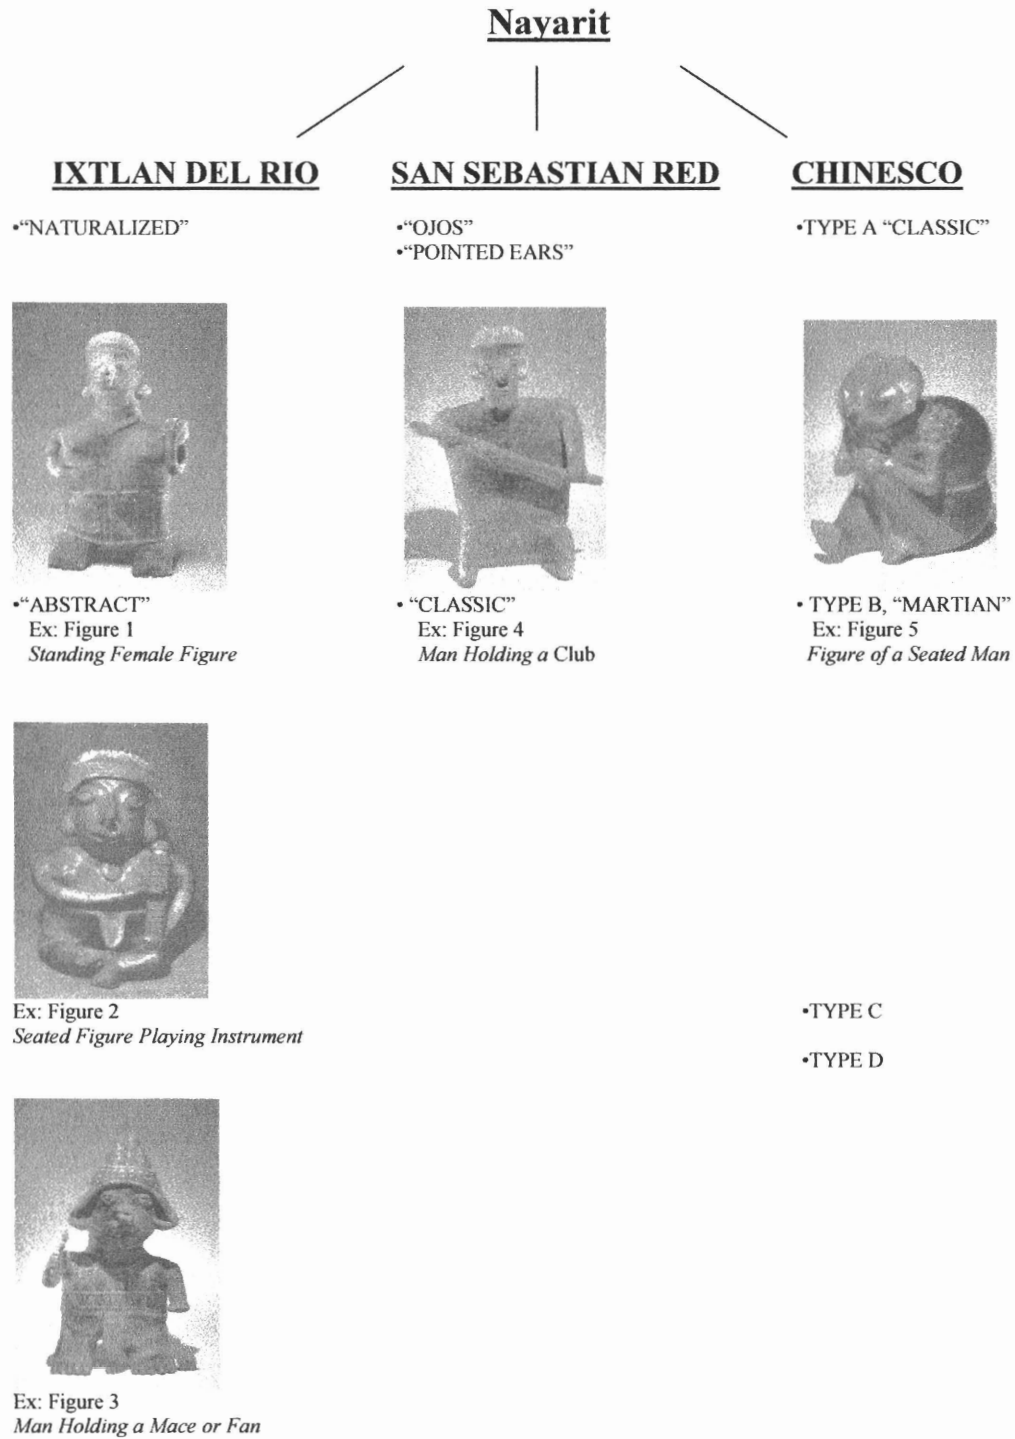 Nayarit
IXTLAN DEL RIO
•“NATURALIZED”
•“ABSTRACT”
Ex: Figure 1
Standing Female Figure
Ex: Figure 2
Seated Figure Playing Instrument
Ex: Figure 3
Man Holding a Mace or Fan
SAN SEBASTIAN RED
•“OJOS”
•“POINTED EARS”
• “CLASSIC”
Ex: Figure 4
Man Holding a Club
CHINESCO
•TYPE A “CLASSIC”
• TYPE B, “MARTIAN”
Ex: Figure 5
Figure of a Seated Man
•TYPE C
•TYPE D